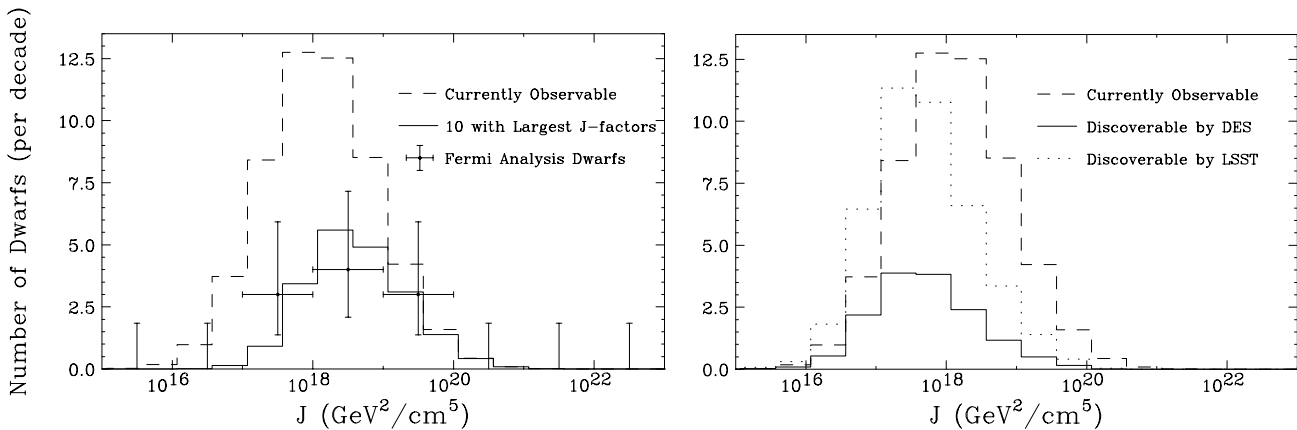 Number of Dwarfs (per decade)
12.5
10.0
7.5
5.0
2.5
0.0
Currently Observable
10 with Largest J-factors
Fermi Analysis Dwarfs
10^16 10^18 10^20 10^22
J (GeV^2/cm^5)
12.5
10.0
7.5
5.0
2.5
0.0
Currently Observable
Discoverable by DES
Discoverable by LSST
10^16 10^18 10^20 10^22
J (GeV^2/cm^5)